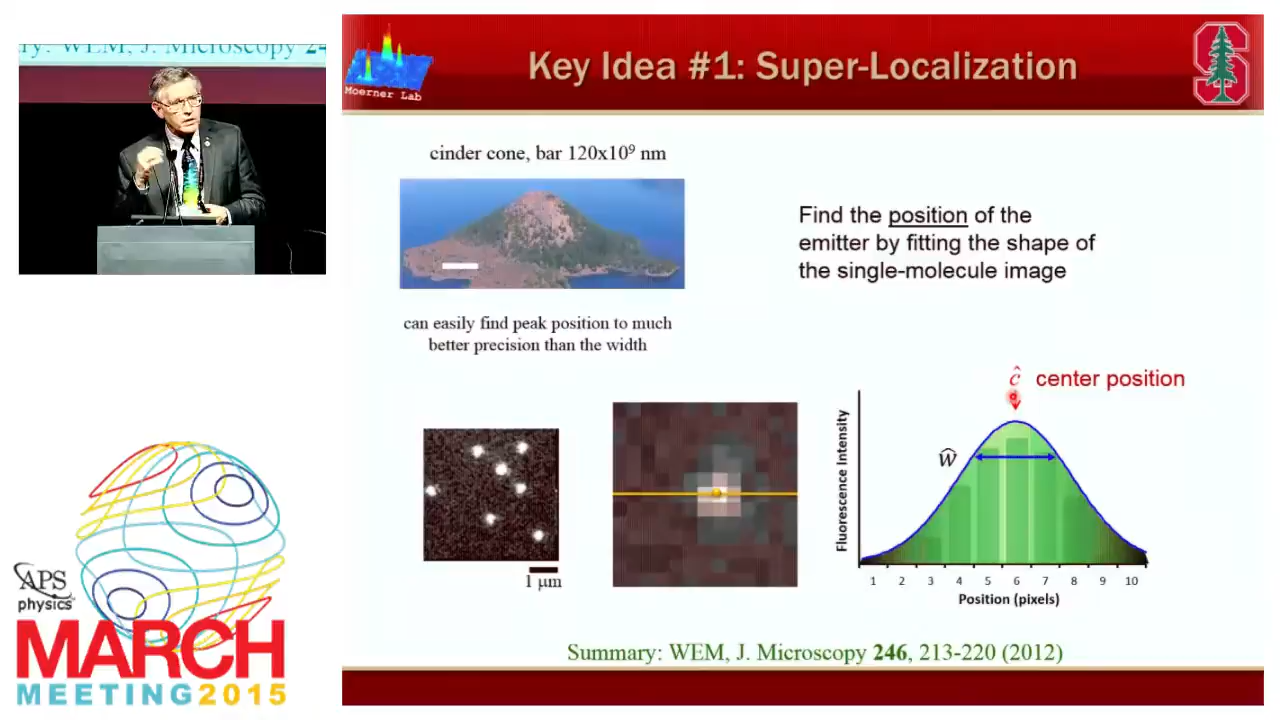 ry: WEM, J. Microscopy 24
Moerner Lab
Key Idea #1: Super-Localization
S
cinder cone, bar 120x10⁹ nm
can easily find peak position to much
better precision than the width
Find the position of the
emitter by fitting the shape of
the single-molecule image
1 μm
ĉ center position
ŵ
Fluorescence Intensity
1 2 3 4 5 6 7 8 9 10
Position (pixels)
Summary: WEM, J. Microscopy 246, 213-220 (2012)
APS
physics
MARCH
MEETING2015